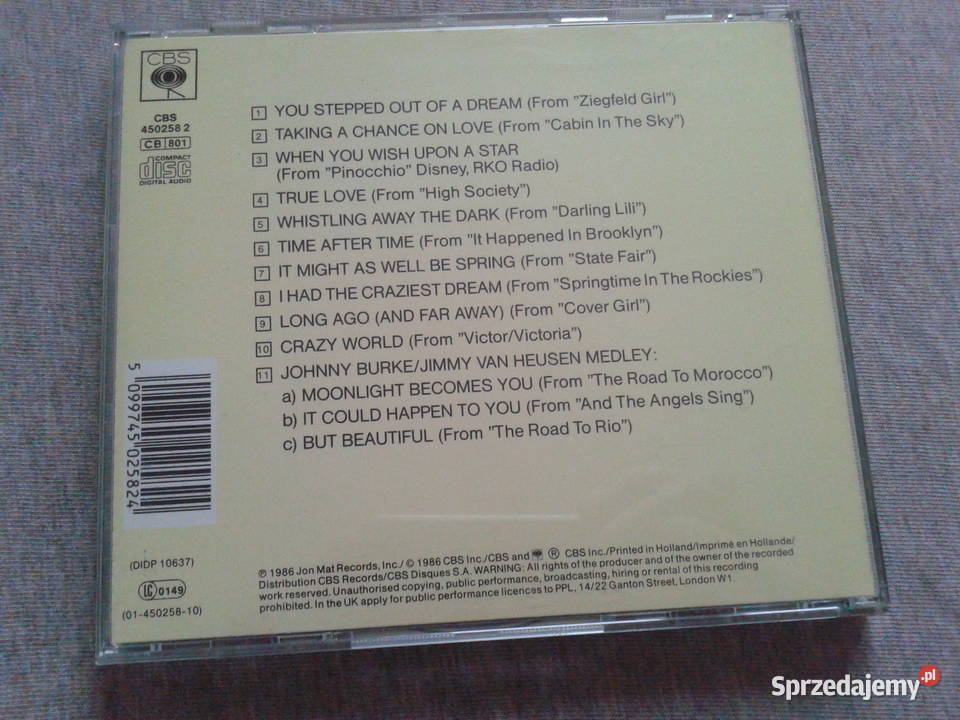 CBS
CBS
450258 2
CB 801
COMPACT
disc
DIGITAL AUDIO
1 YOU STEPPED OUT OF A DREAM (From "Ziegfeld Girl")
2 TAKING A CHANCE ON LOVE (From "Cabin In The Sky")
3 WHEN YOU WISH UPON A STAR
(From "Pinocchio" Disney, RKO Radio)
4 TRUE LOVE (From "High Society")
5 WHISTLING AWAY THE DARK (From "Darling Lili")
6 TIME AFTER TIME (From "It Happened In Brooklyn")
7 IT MIGHT AS WELL BE SPRING (From "State Fair")
8 I HAD THE CRAZIEST DREAM (From "Springtime In The Rockies")
9 LONG AGO (AND FAR AWAY) (From "Cover Girl")
10 CRAZY WORLD (From "Victor/Victoria")
11 JOHNNY BURKE/JIMMY VAN HEUSEN MEDLEY:
a) MOONLIGHT BECOMES YOU (From "The Road To Morocco")
b) IT COULD HAPPEN TO YOU (From "And The Angels Sing")
c) BUT BEAUTIFUL (From "The Road To Rio")
5 099745 025824
(DIDP 10637)
LC 0149
(01-450258-10)
℗ 1986 Jon Mat Records, Inc./ © 1986 CBS Inc./CBS and ® CBS Inc./Printed in Holland/Imprimé en Hollande/
Distribution CBS Records/CBS Disques S.A. WARNING: All rights of the producer and of the owner of the recorded
work reserved. Unauthorised copying, public performance, broadcasting, hiring or rental of this recording
prohibited. In the UK apply for public performance licences to PPL, 14/22 Ganton Street, London W1.
Sprzedajemy .pl